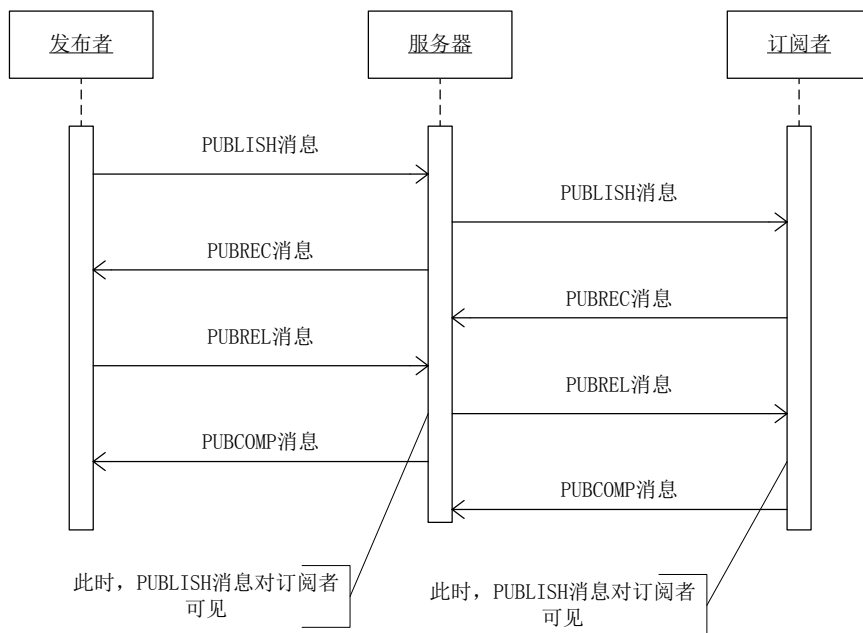 发布者
服务器
订阅者
PUBLISH消息
PUBLISH消息
PUBREC消息
PUBREC消息
PUBREL消息
PUBREL消息
PUBCOMP消息
PUBCOMP消息
此时，PUBLISH消息对订阅者
可见
此时，PUBLISH消息对订阅者
可见